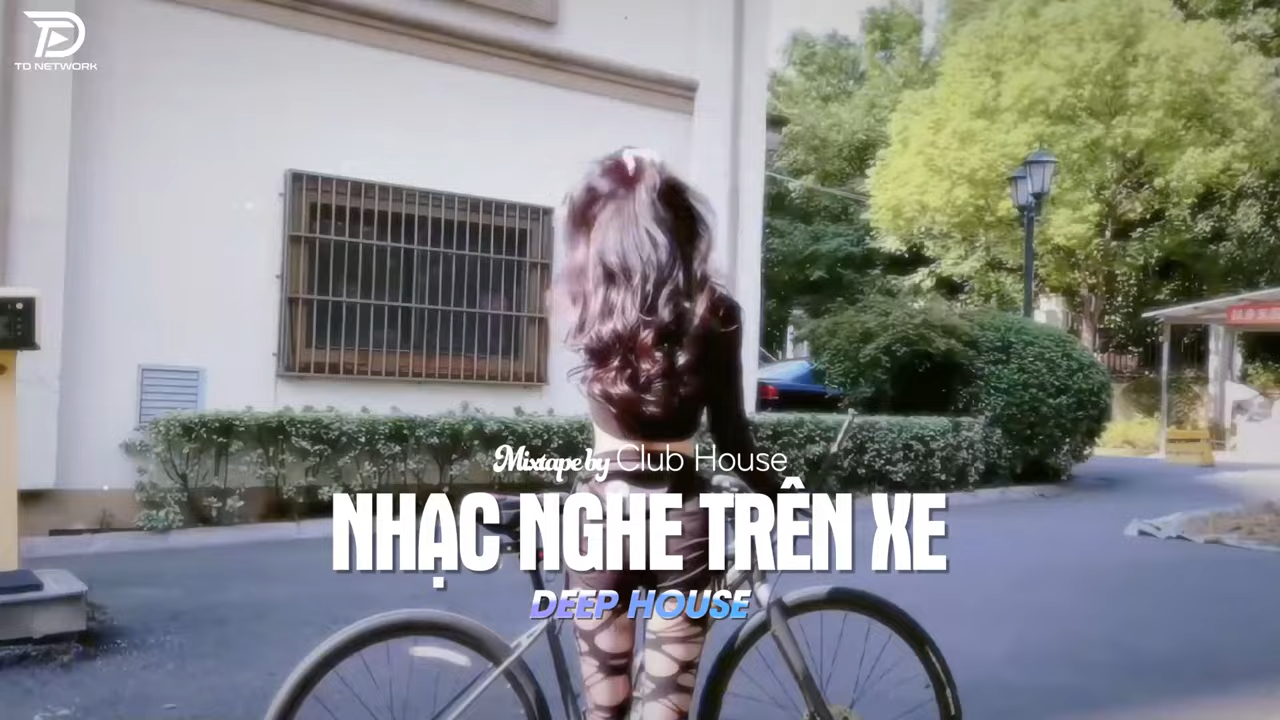 TD NETWORK
Mixtape by Club House
NHẠC NGHE TRÊN XE
DEEP HOUSE